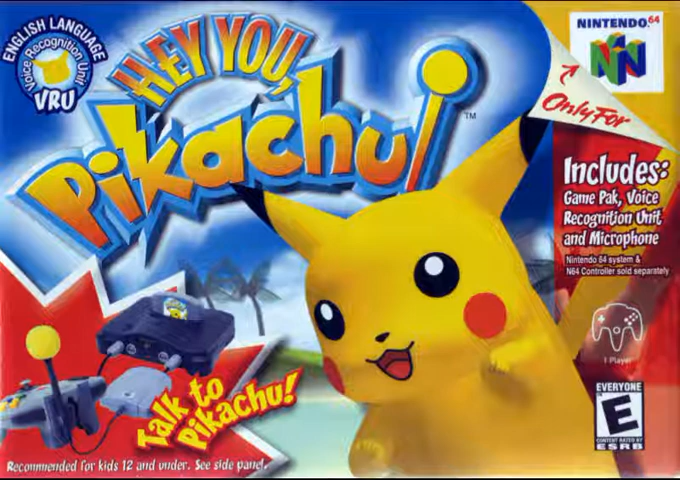 ENGLISH LANGUAGE
Voice Recognition Unit
VRU
HEY YOU,
Pikachu!
TM
NINTENDO 64
Only For
Includes:
Game Pak, Voice
Recognition Unit
and Microphone
Nintendo 64 system &
N64 Controller sold separately
1 Player
Talk to
Pikachu!
EVERYONE
E
CONTENT RATED BY
ESRB
Recommended for kids 12 and under. See side panel.